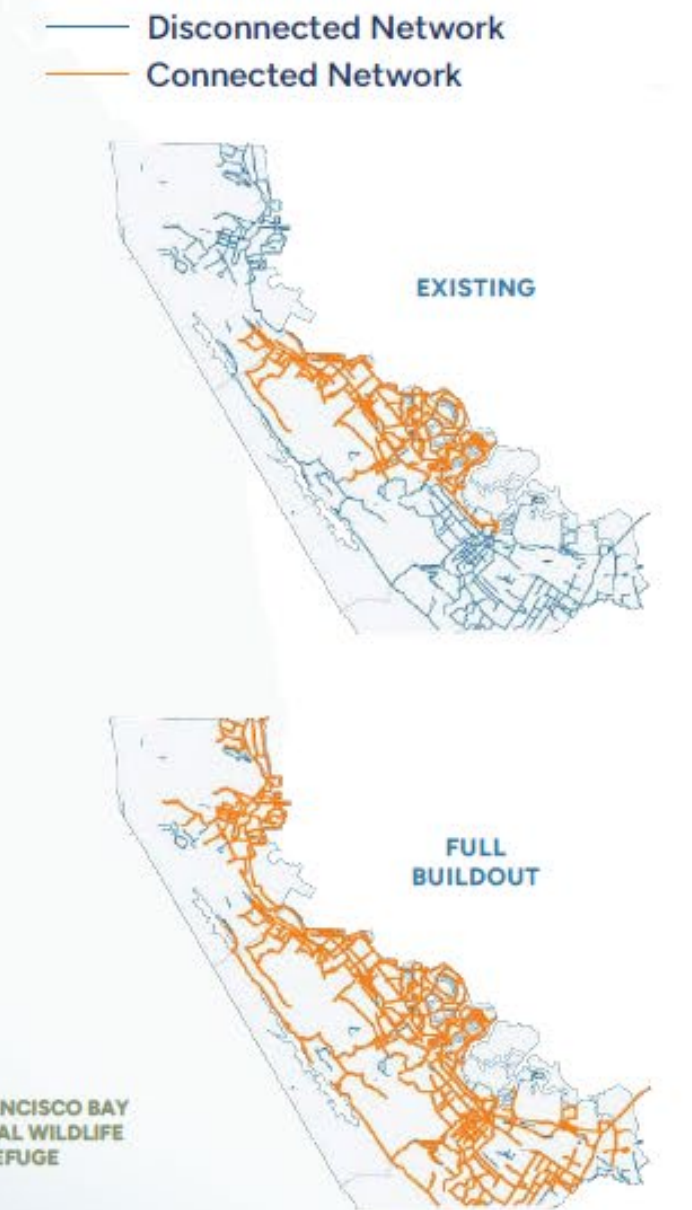 Disconnected Network
Connected Network
EXISTING
FULL
BUILDOUT
NCISCO BAY
AL WILDLIFE
EFUGE